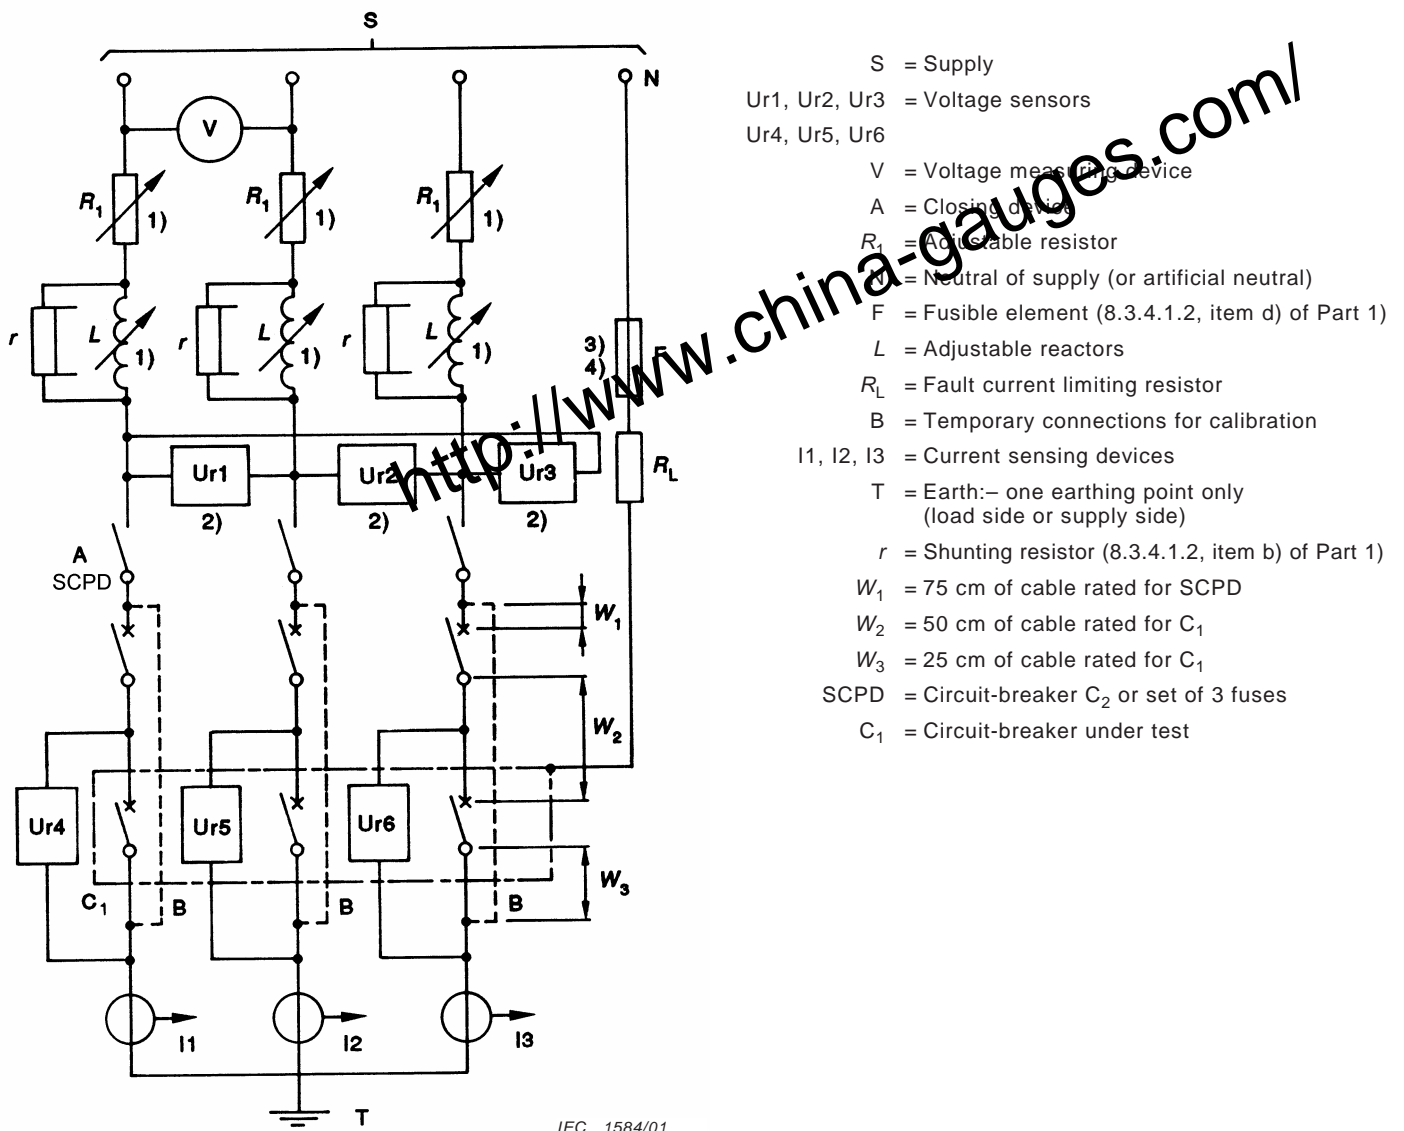 S
N
V
R1 1) R1 1) R1 1)
r L 1) r L 1) r L 1)
3)
4)
F
Ur1 Ur2 Ur3
2) 2) 2)
RL
A
SCPD
W1
W2
Ur4 Ur5 Ur6
W3
C1 B B B
I1 I2 I3
T
IEC 1584/01
S = Supply
Ur1, Ur2, Ur3 = Voltage sensors
Ur4, Ur5, Ur6
V = Voltage measuring device
A = Closing device
R1 = Adjustable resistor
N = Neutral of supply (or artificial neutral)
F = Fusible element (8.3.4.1.2, item d) of Part 1)
L = Adjustable reactors
RL = Fault current limiting resistor
B = Temporary connections for calibration
I1, I2, I3 = Current sensing devices
T = Earth:– one earthing point only
(load side or supply side)
r = Shunting resistor (8.3.4.1.2, item b) of Part 1)
W1 = 75 cm of cable rated for SCPD
W2 = 50 cm of cable rated for C1
W3 = 25 cm of cable rated for C1
SCPD = Circuit-breaker C2 or set of 3 fuses
C1 = Circuit-breaker under test
http://www.china-gauges.com/